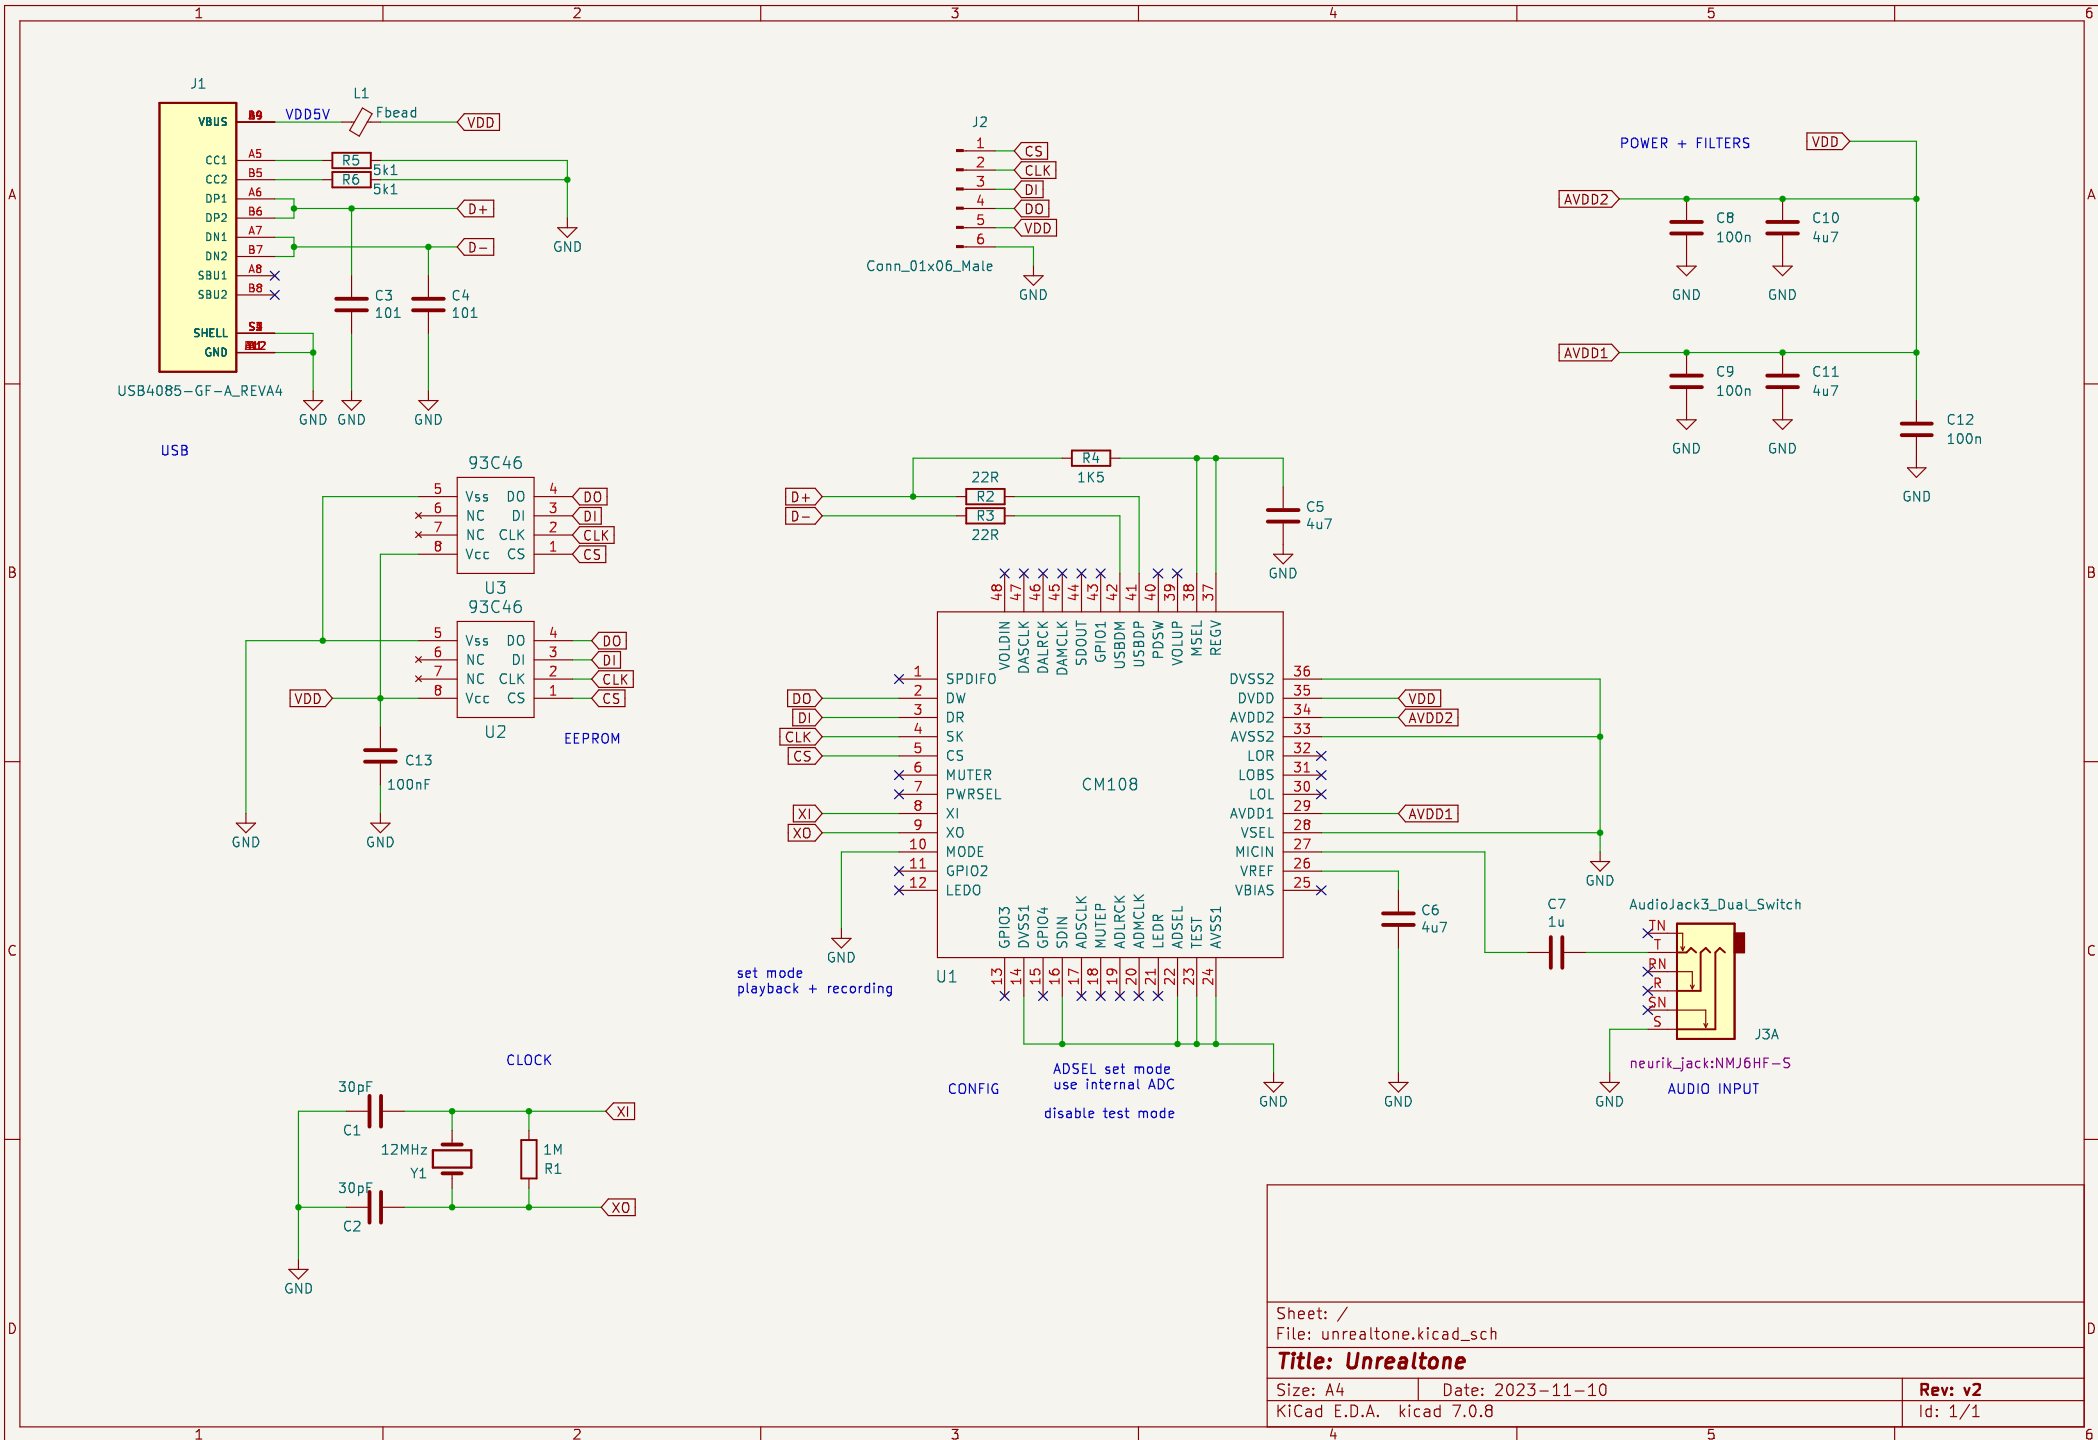 1 2 3 4 5 6
A
B
C
D
A
B
C
D
1 2 3 4 5 6
J1
VBUS
VDD5V
L1
Fbead
VDD
CC1 A5 R5 5k1
CC2 B5 R6 5k1
DP1 A6
DP2 B6
D+
DN1 A7
DN2 B7
D-
SBU1 A8
SBU2 B8
SHELL
GND
C3
101
C4
101
GND
GND
GND
GND
USB4085-GF-A_REVA4
USB
J2
1 CS
2 CLK
3 DI
4 DO
5 VDD
6
Conn_01x06_Male
GND
POWER + FILTERS
VDD
AVDD2
C8
100n
C10
4u7
GND
GND
AVDD1
C9
100n
C11
4u7
GND
GND
C12
100n
GND
93C46
5 Vss DO 4 DO
6 NC DI 3 DI
7 NC CLK 2 CLK
8 Vcc CS 1 CS
U3
93C46
5 Vss DO 4 DO
6 NC DI 3 DI
7 NC CLK 2 CLK
VDD 8 Vcc CS 1 CS
U2
EEPROM
C13
100nF
GND
GND
R4
1K5
22R
D+ R2
D- R3
22R
C5
4u7
GND
48 47 46 45 44 43 42 41 40 39 38 37
VOLDIN DASCLK DALRCK DAMCLK SDOUT GPIO1 USBDM USBDP PDSW VOLUP MSEL REGV
1 SPDIFO
DO 2 DW
DI 3 DR
CLK 4 SK
CS 5 CS
6 MUTER
7 PWRSEL
XI 8 XI
XO 9 XO
10 MODE
11 GPIO2
12 LEDO
CM108
DVSS2 36
DVDD 35 VDD
AVDD2 34 AVDD2
AVSS2 33
LOR 32
LOBS 31
LOL 30
AVDD1 29 AVDD1
VSEL 28
MICIN 27
VREF 26
VBIAS 25
GPIO3 DVSS1 GPIO4 SDIN ADSCLK MUTEP ADLRCK ADMCLK LEDR ADSEL TEST AVSS1
13 14 15 16 17 18 19 20 21 22 23 24
U1
GND
set mode
playback + recording
GND
C6
4u7
C7
1u
AudioJack3_Dual_Switch
TN
T
RN
R
SN
S
J3A
neurik_jack:NMJ6HF-S
AUDIO INPUT
CONFIG
ADSEL set mode
use internal ADC
disable test mode
GND
GND
GND
CLOCK
30pF
C1
XI
12MHz
Y1
1M
R1
30pF
C2
XO
GND
Sheet: /
File: unrealtone.kicad_sch
Title: Unrealtone
Size: A4 Date: 2023-11-10 Rev: v2
KiCad E.D.A. kicad 7.0.8 Id: 1/1